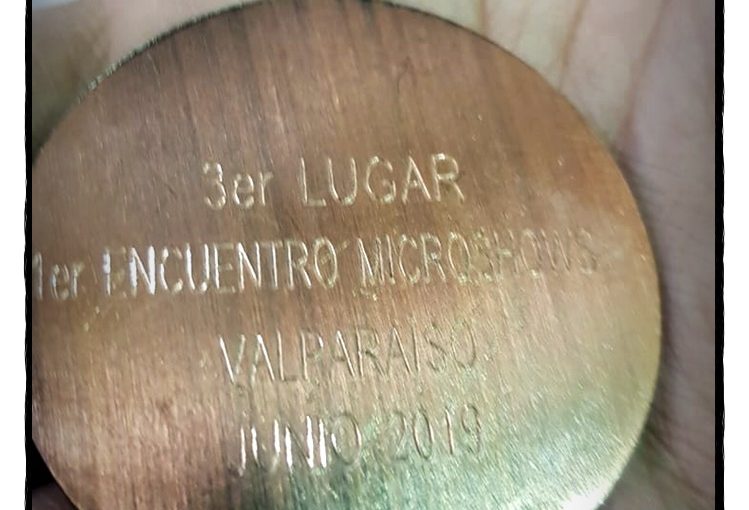 3er LUGAR
1er ENCUENTRO MICROSHOWS
VALPARAISO
JUNIO 2019